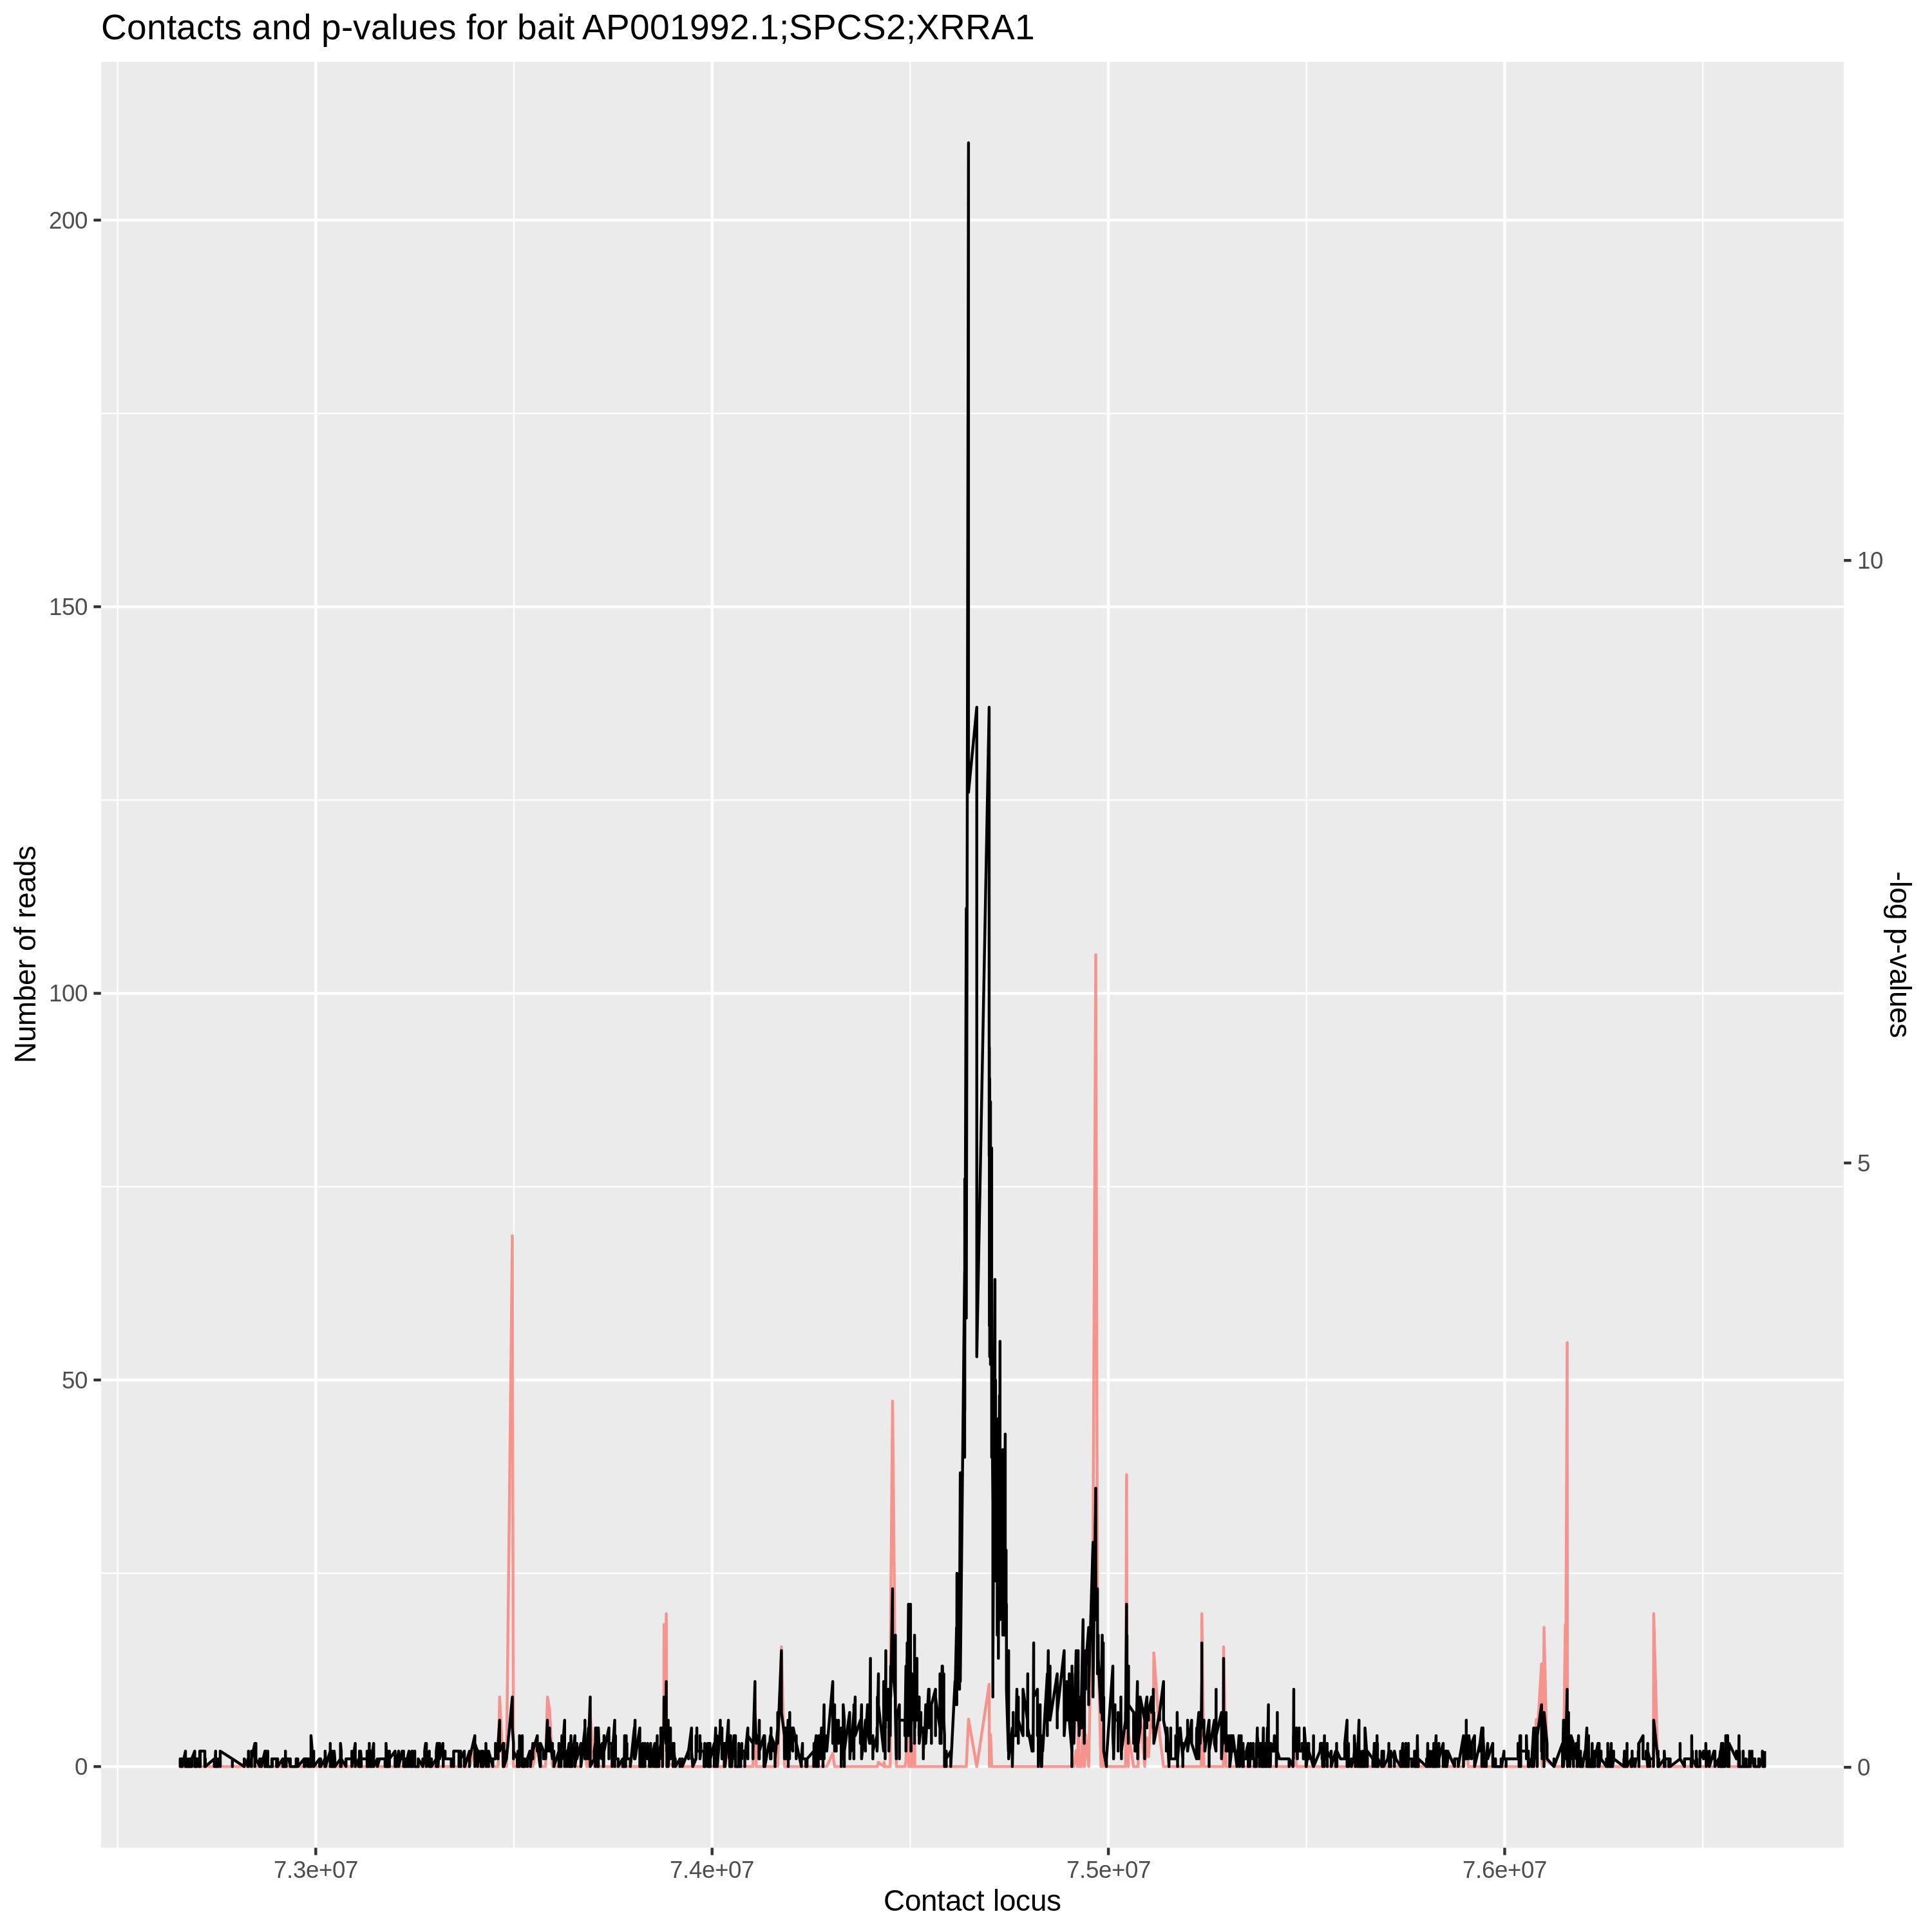 Contacts and p-values for bait AP001992.1;SPCS2;XRRA1
Number of reads
200
150
100
50
0
10
5
0
-log p-values
7.3e+07 7.4e+07 7.5e+07 7.6e+07
Contact locus